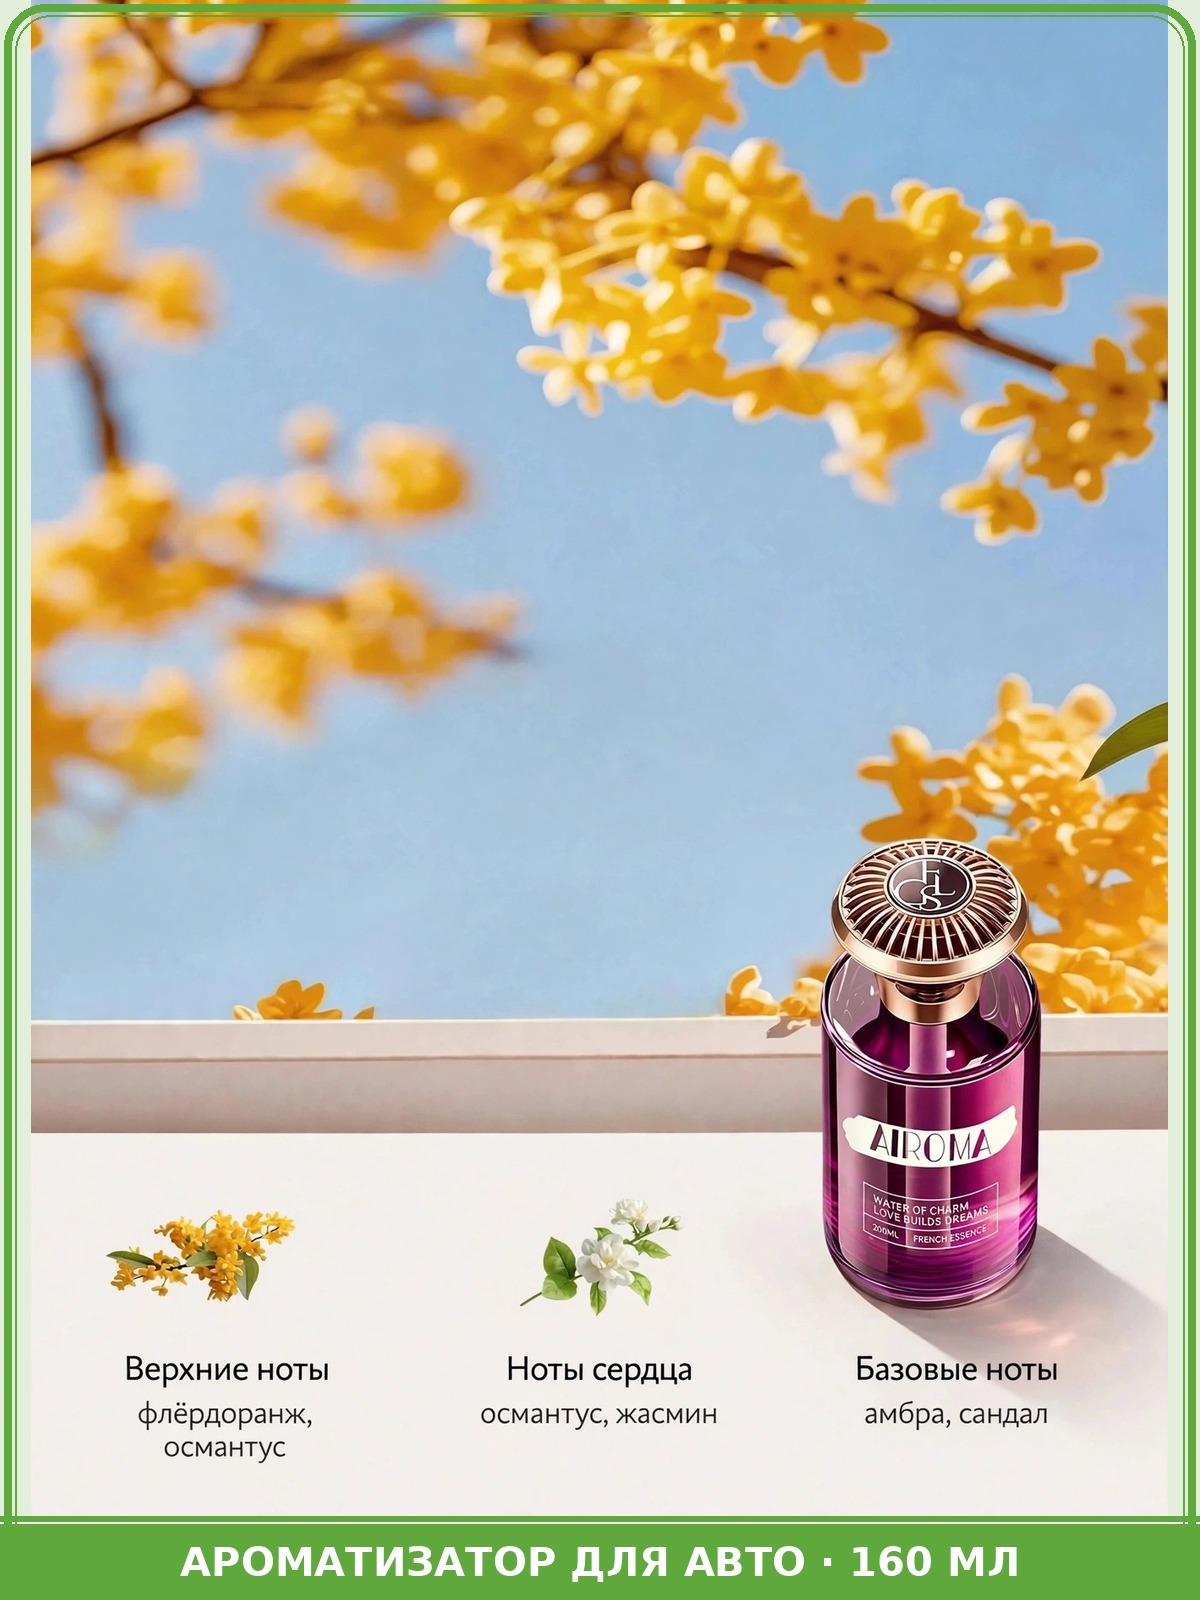 AIROMA
WATER OF CHARM
LOVE BUILDS DREAMS
200ML FRENCH ESSENCE
Верхние ноты
флёрдоранж,
османтус
Ноты сердца
османтус, жасмин
Базовые ноты
амбра, сандал
АРОМАТИЗАТОР ДЛЯ АВТО · 160 МЛ